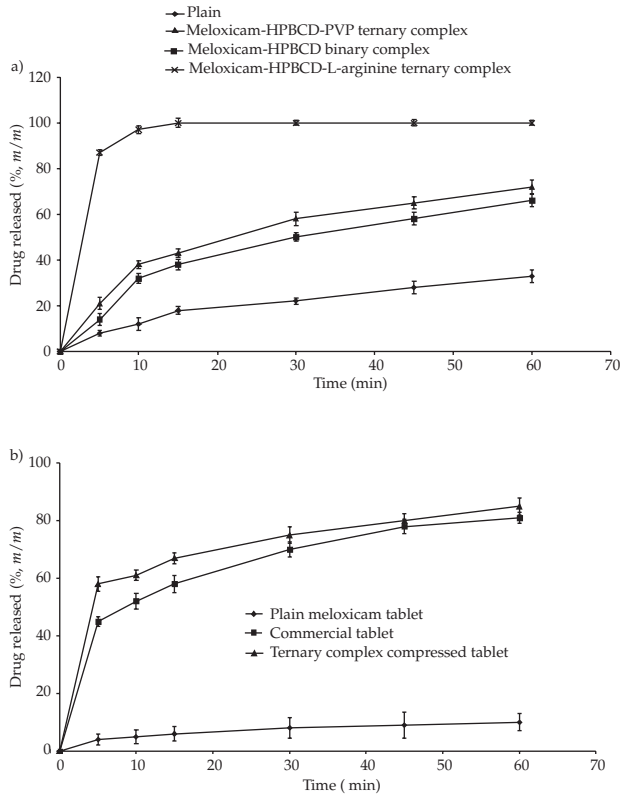 Plain
Meloxicam-HPBCD-PVP ternary complex
Meloxicam-HPBCD binary complex
Meloxicam-HPBCD-L-arginine ternary complex
a)
120
100
80
60
40
20
0
Drug released (%, m/m)
0 10 20 30 40 50 60 70
Time (min)
b)
100
80
60
40
20
0
Drug released (%, m/m)
Plain meloxicam tablet
Commercial tablet
Ternary complex compressed tablet
0 10 20 30 40 50 60 70
Time ( min)